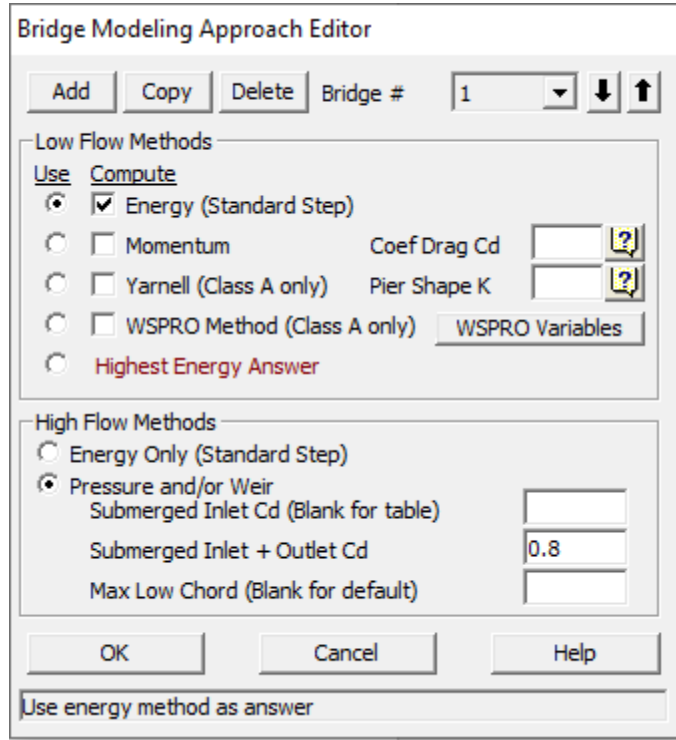 Bridge Modeling Approach Editor
Add Copy Delete Bridge # 1
Low Flow Methods
Use Compute
Energy (Standard Step)
Momentum Coef Drag Cd ?
Yarnell (Class A only) Pier Shape K ?
WSPRO Method (Class A only) WSPRO Variables
Highest Energy Answer
High Flow Methods
Energy Only (Standard Step)
Pressure and/or Weir
Submerged Inlet Cd (Blank for table)
Submerged Inlet + Outlet Cd 0.8
Max Low Chord (Blank for default)
OK Cancel Help
Use energy method as answer